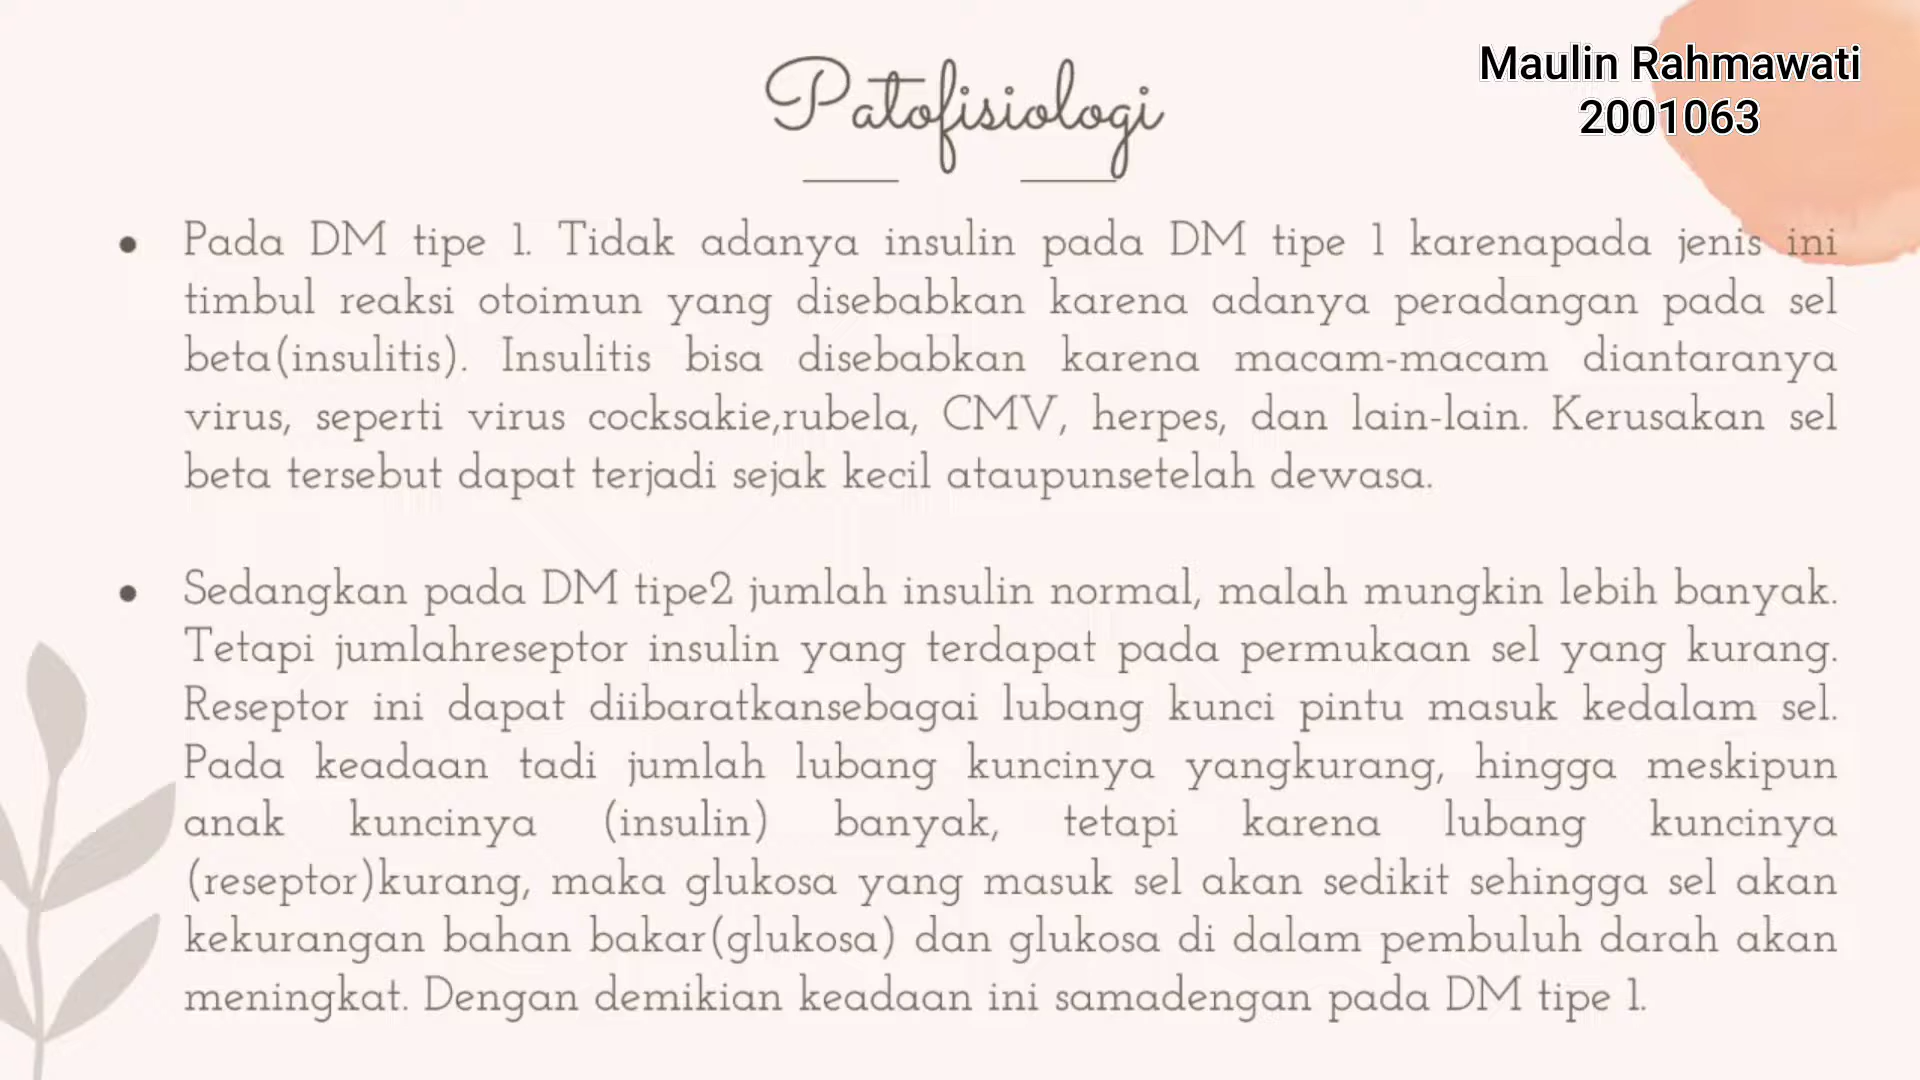 Patofisiologi
Maulin Rahmawati
2001063
• Pada DM tipe 1. Tidak adanya insulin pada DM tipe 1 karenapada jenis ini
timbul reaksi otoimun yang disebabkan karena adanya peradangan pada sel
beta(insulitis). Insulitis bisa disebabkan karena macam-macam diantaranya
virus, seperti virus cocksakie,rubela, CMV, herpes, dan lain-lain. Kerusakan sel
beta tersebut dapat terjadi sejak kecil ataupunsetelah dewasa.
• Sedangkan pada DM tipe2 jumlah insulin normal, malah mungkin lebih banyak.
Tetapi jumlahreseptor insulin yang terdapat pada permukaan sel yang kurang.
Reseptor ini dapat diibaratkansebagai lubang kunci pintu masuk kedalam sel.
Pada keadaan tadi jumlah lubang kuncinya yangkurang, hingga meskipun
anak kuncinya (insulin) banyak, tetapi karena lubang kuncinya
(reseptor)kurang, maka glukosa yang masuk sel akan sedikit sehingga sel akan
kekurangan bahan bakar(glukosa) dan glukosa di dalam pembuluh darah akan
meningkat. Dengan demikian keadaan ini samadengan pada DM tipe 1.